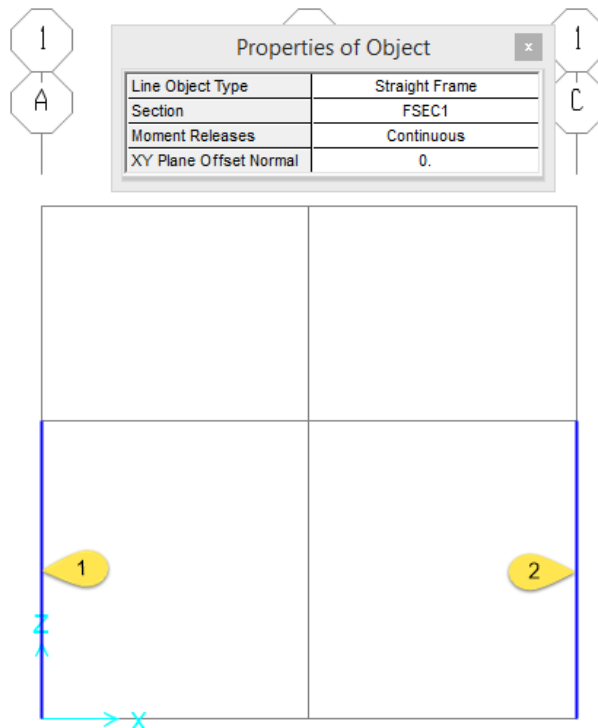 1
1
Properties of Object
x
A
C
Line Object Type Straight Frame
Section FSEC1
Moment Releases Continuous
XY Plane Offset Normal 0.
1
2
Z
X